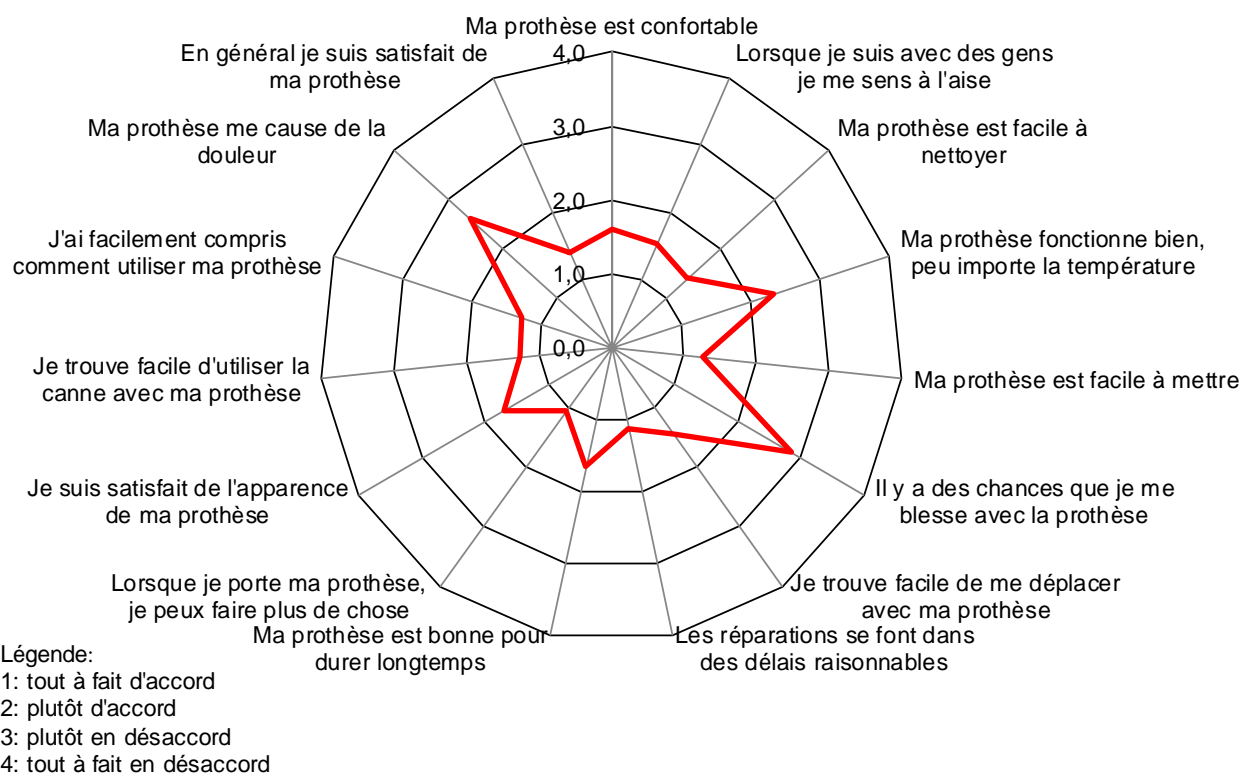 Ma prothèse est confortable
Lorsque je suis avec des gens
je me sens à l'aise
Ma prothèse est facile à
nettoyer
Ma prothèse fonctionne bien,
peu importe la température
Ma prothèse est facile à mettre
Il y a des chances que je me
blesse avec la prothèse
Je trouve facile de me déplacer
avec ma prothèse
Les réparations se font dans
des délais raisonnables
Ma prothèse est bonne pour
durer longtemps
Lorsque je porte ma prothèse,
je peux faire plus de chose
Je suis satisfait de l'apparence
de ma prothèse
Je trouve facile d'utiliser la
canne avec ma prothèse
J'ai facilement compris
comment utiliser ma prothèse
Ma prothèse me cause de la
douleur
En général je suis satisfait de
ma prothèse
4,0
3,0
2,0
1,0
0,0
Légende:
1: tout à fait d'accord
2: plutôt d'accord
3: plutôt en désaccord
4: tout à fait en désaccord